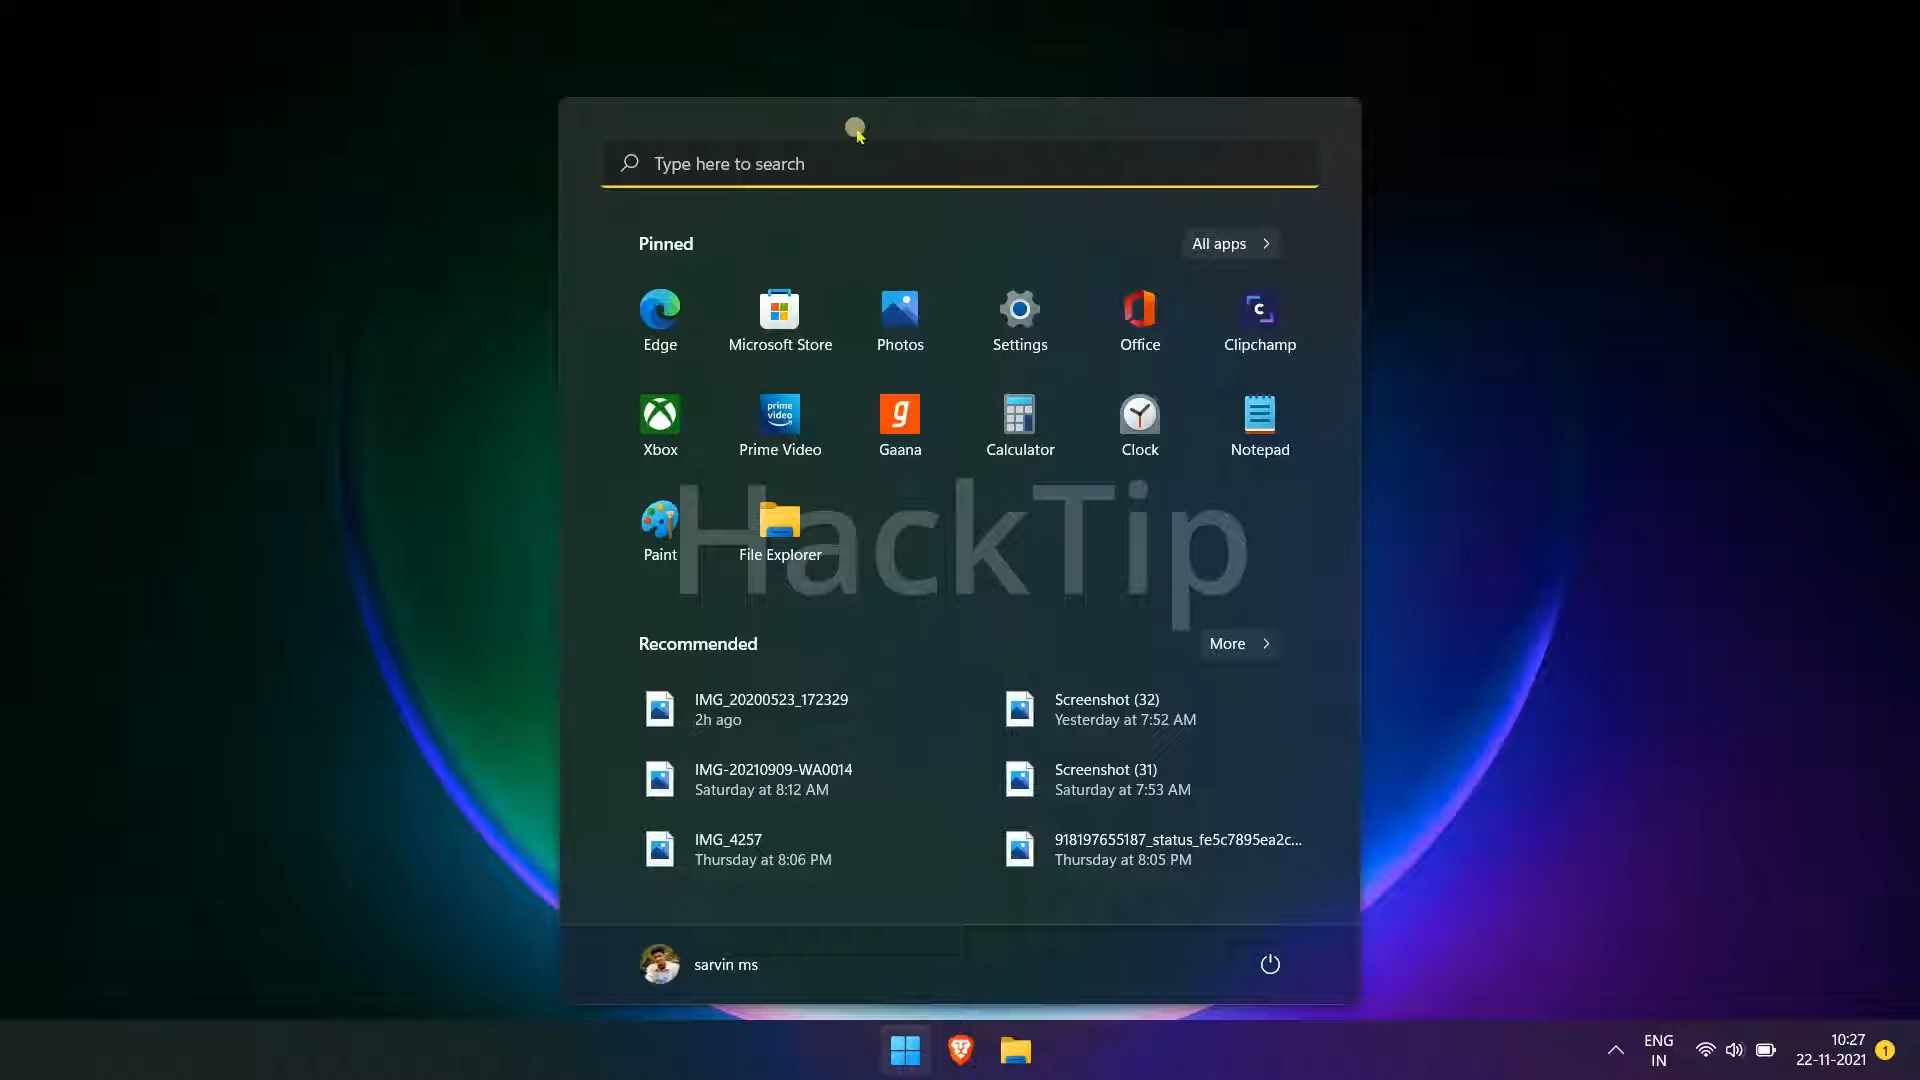 Type here to search
Pinned
All apps
Edge
Microsoft Store
Photos
Settings
Office
Clipchamp
prime
video
Xbox
Prime Video
Gaana
Calculator
Clock
Notepad
Paint
File Explorer
HackTip
Recommended
More
IMG_20200523_172329
2h ago
Screenshot (32)
Yesterday at 7:52 AM
IMG-20210909-WA0014
Saturday at 8:12 AM
Screenshot (31)
Saturday at 7:53 AM
IMG_4257
Thursday at 8:06 PM
918197655187_status_fe5c7895ea2c...
Thursday at 8:05 PM
sarvin ms
ENG
IN
10:27
22-11-2021
1